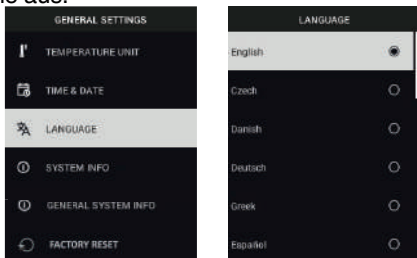 aus.
GENERAL SETTINGS
TEMPERATURE UNIT
TIME & DATE
LANGUAGE
SYSTEM INFO
GENERAL SYSTEM INFO
FACTORY RESET
LANGUAGE
English
Czech
Danish
Deutsch
Greek
Español